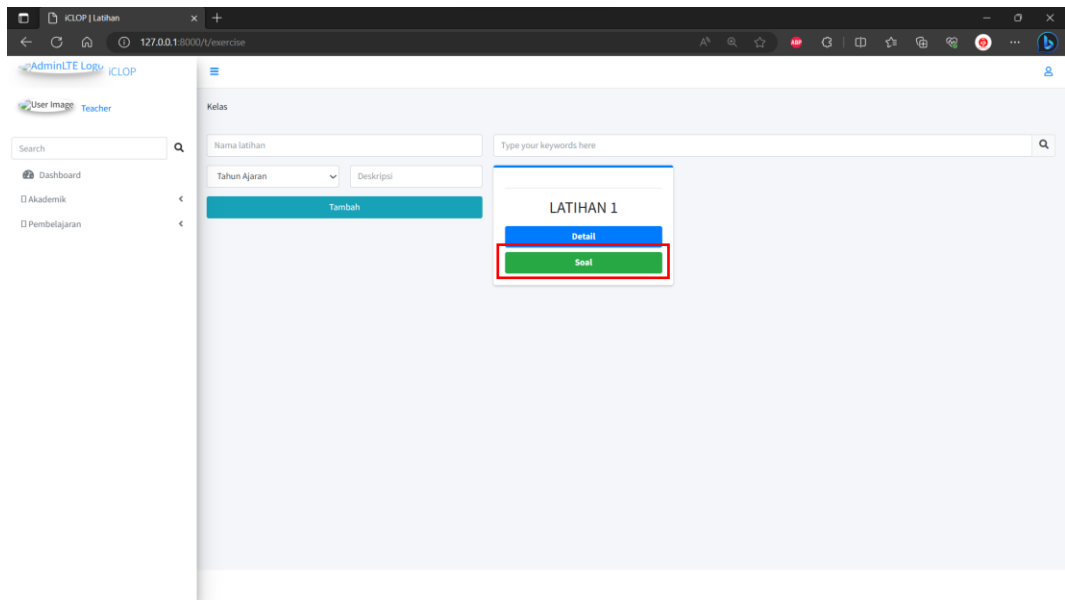 iCLOP | Latihan
127.0.0.1:8000/t/exercise
ABP
AdminLTE Logo iCLOP
User Image Teacher
Kelas
Search
Nama latihan
Type your keywords here
Dashboard
Tahun Ajaran
Deskripsi
Akademik
Tambah
LATIHAN 1
Pembelajaran
Detail
Soal